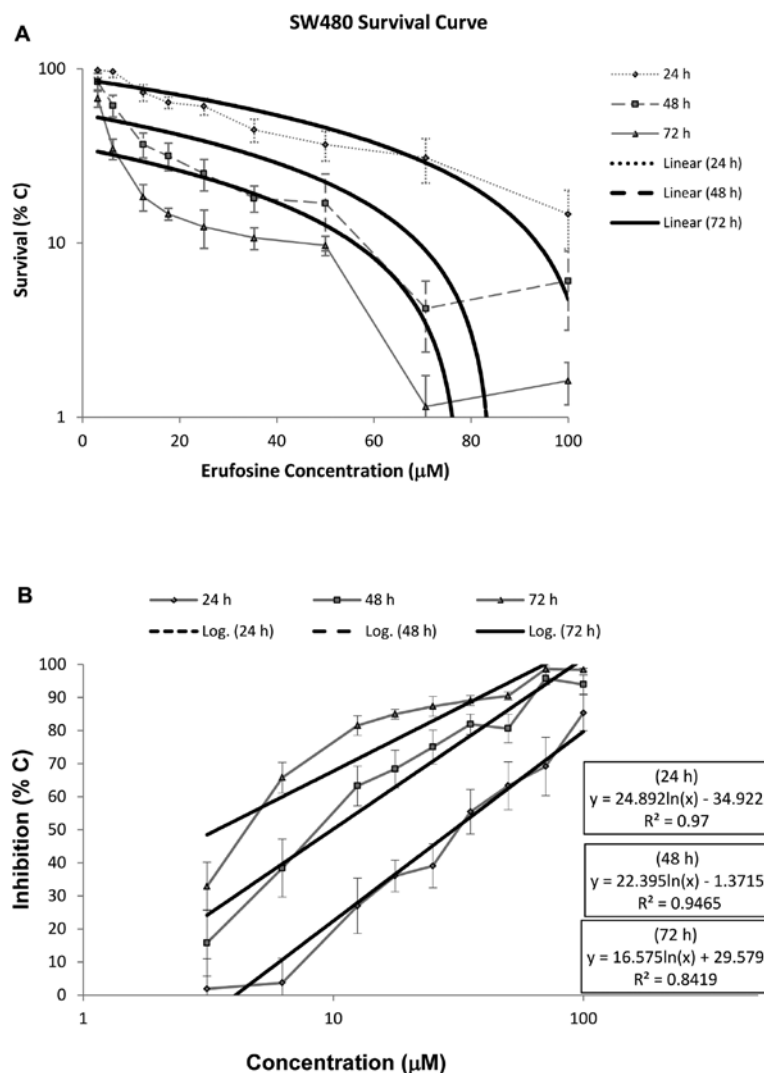 SW480 Survival Curve
A
100
10
1
Survival (% C)
0
20
40
60
80
100
Erufosine Concentration (μM)
24 h
48 h
72 h
Linear (24 h)
Linear (48 h)
Linear (72 h)
B
24 h
48 h
72 h
Log. (24 h)
Log. (48 h)
Log. (72 h)
100
90
80
70
60
50
40
30
20
10
0
Inhibition (% C)
1
10
100
Concentration (μM)
(24 h)
y = 24.892ln(x) - 34.922
R² = 0.97
(48 h)
y = 22.395ln(x) - 1.3715
R² = 0.9465
(72 h)
y = 16.575ln(x) + 29.579
R² = 0.8419